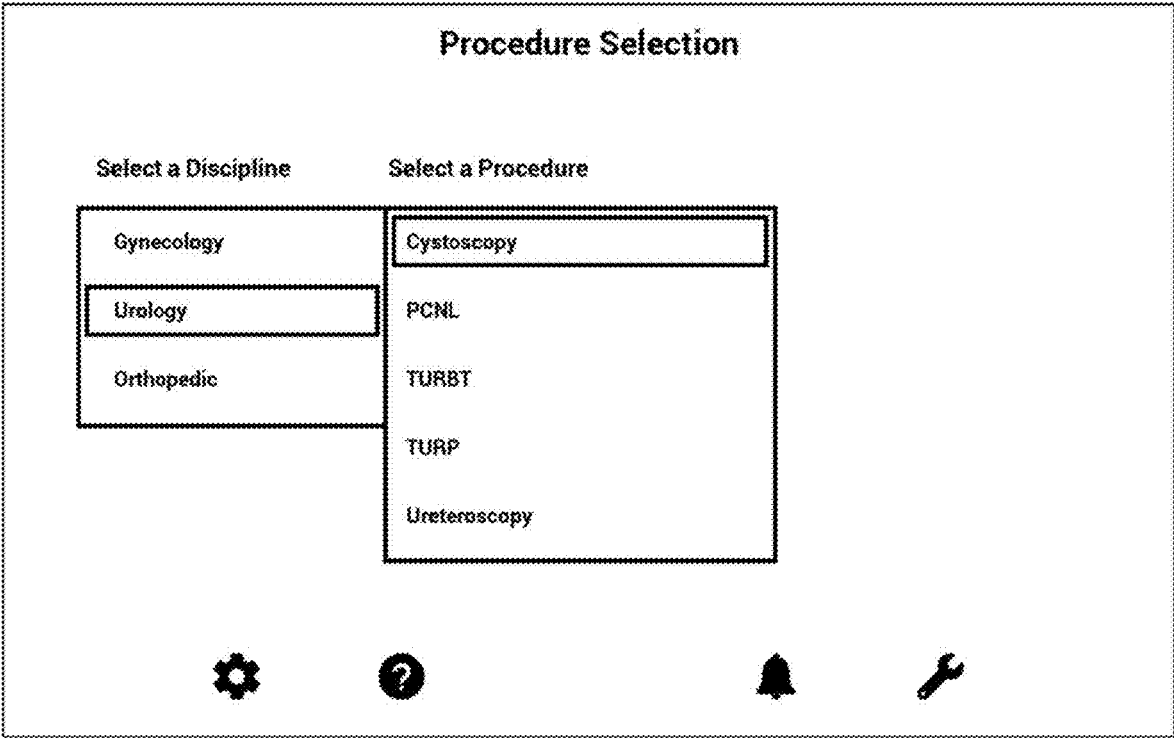 Procedure Selection
Select a Discipline
Select a Procedure
Gynecology
Urology
Orthopedic
Cystoscopy
PCNL
TURBT
TURP
Ureteroscopy
?